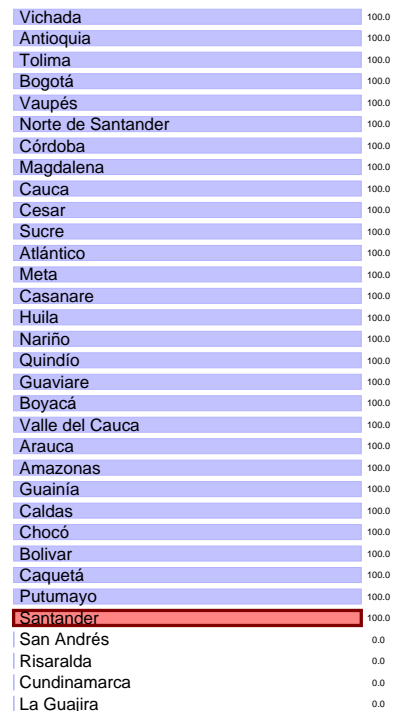 Vichada 100.0
Antioquia 100.0
Tolima 100.0
Bogotá 100.0
Vaupés 100.0
Norte de Santander 100.0
Córdoba 100.0
Magdalena 100.0
Cauca 100.0
Cesar 100.0
Sucre 100.0
Atlántico 100.0
Meta 100.0
Casanare 100.0
Huila 100.0
Nariño 100.0
Quindío 100.0
Guaviare 100.0
Boyacá 100.0
Valle del Cauca 100.0
Arauca 100.0
Amazonas 100.0
Guainía 100.0
Caldas 100.0
Chocó 100.0
Bolivar 100.0
Caquetá 100.0
Putumayo 100.0
Santander 100.0
San Andrés 0.0
Risaralda 0.0
Cundinamarca 0.0
La Guajira 0.0